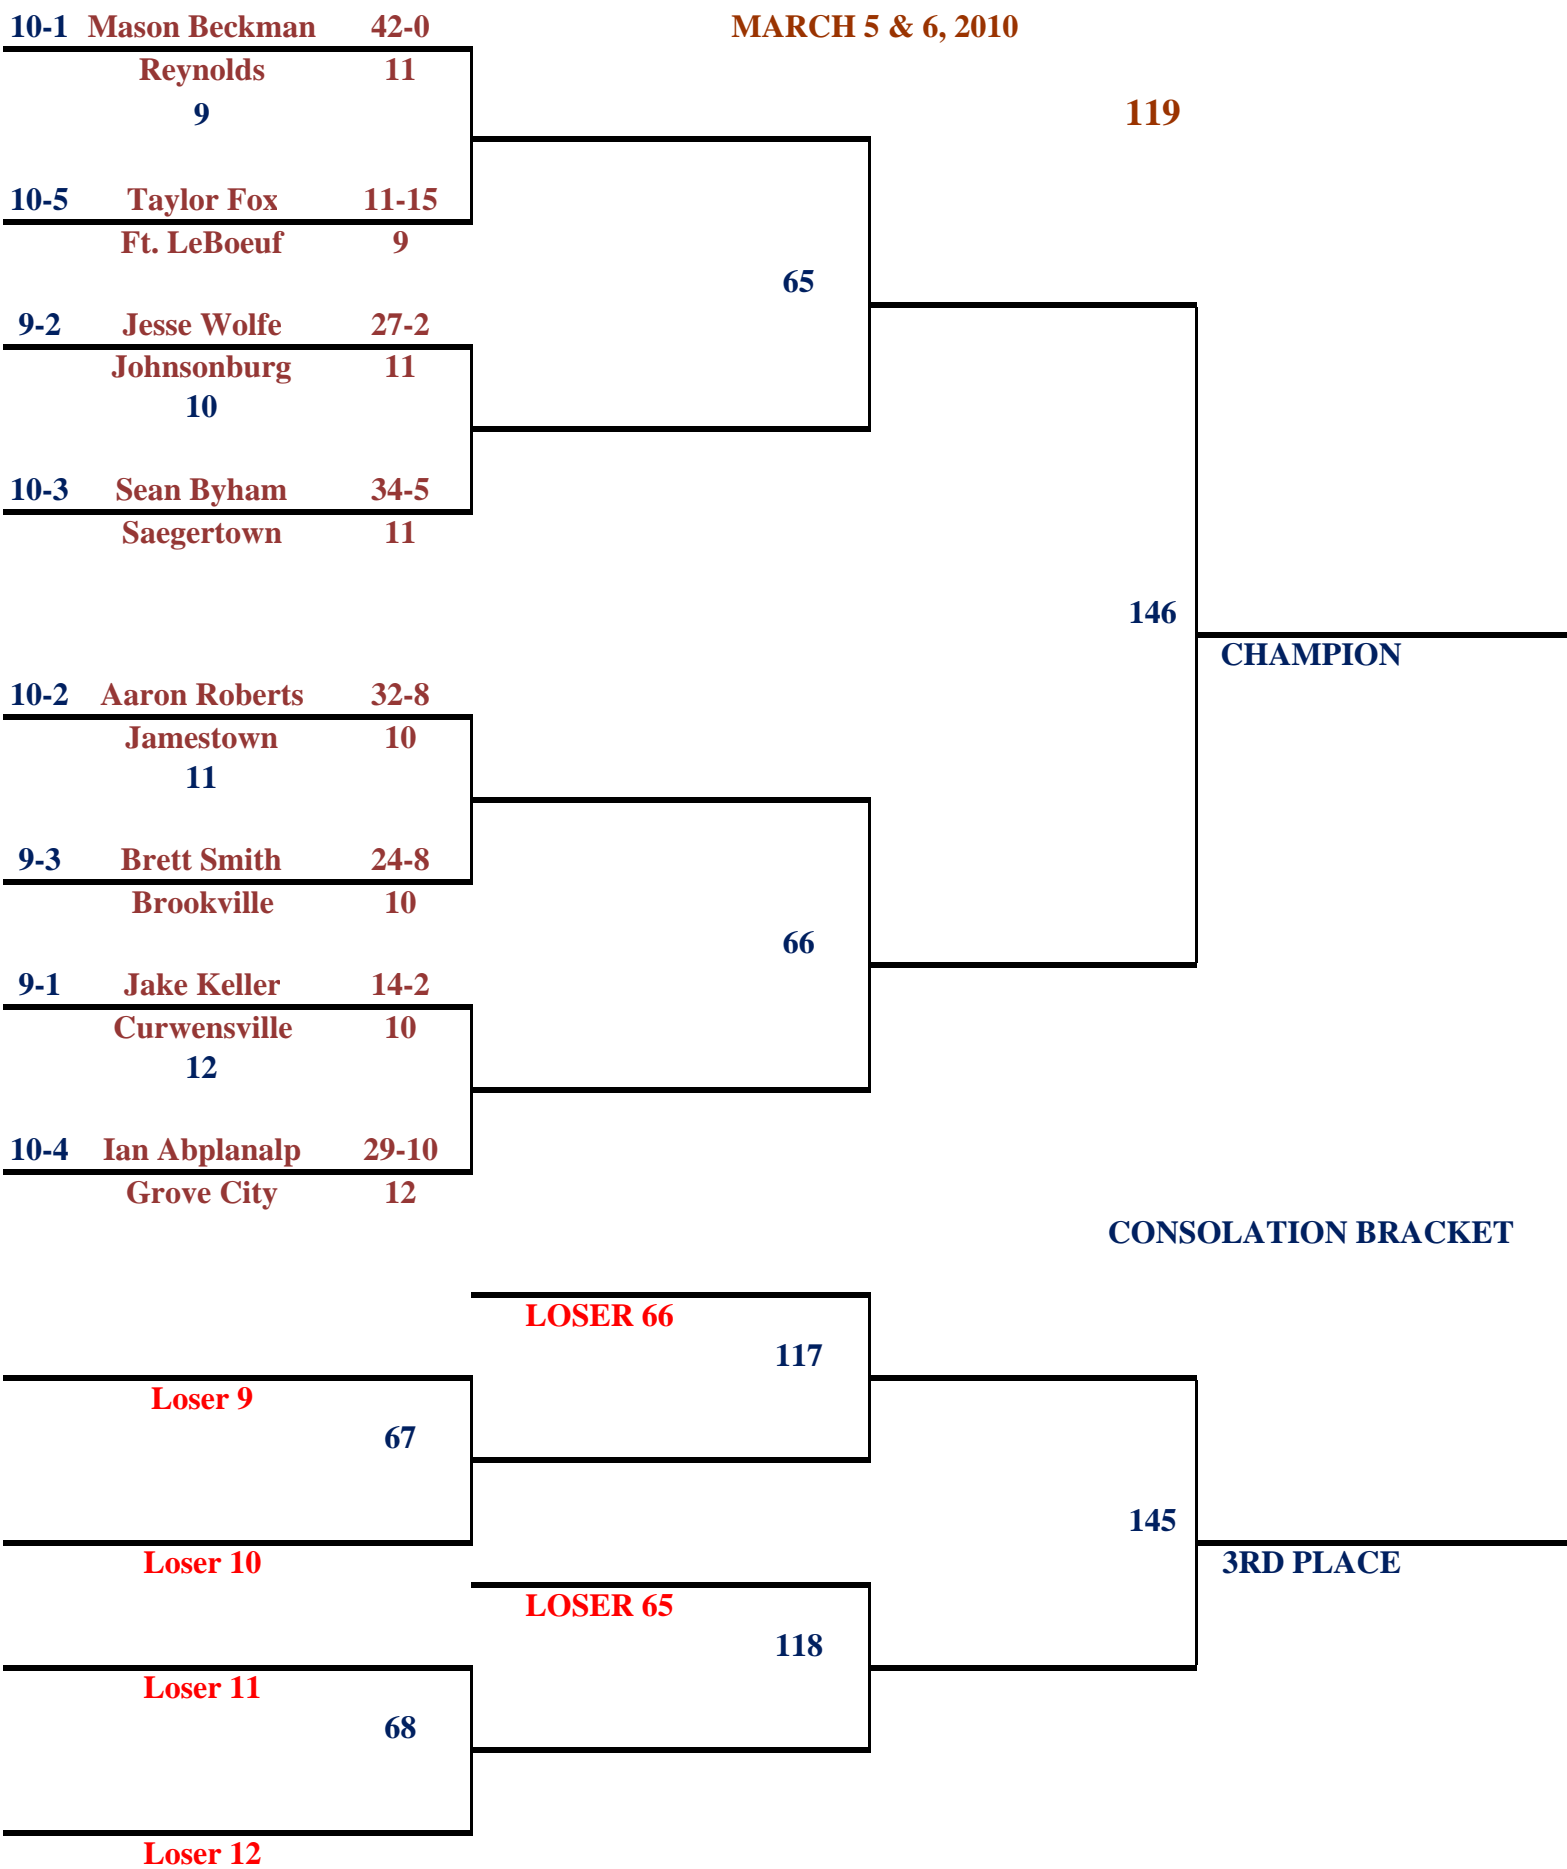 10-1 Mason Beckman 42-0 MARCH 5 & 6, 2010
Reynolds 11
9 119
10-5 Taylor Fox 11-15
Ft. LeBoeuf 9
65
9-2 Jesse Wolfe 27-2
Johnsonburg 11
10
10-3 Sean Byham 34-5
Saegertown 11
146
CHAMPION
10-2 Aaron Roberts 32-8
Jamestown 10
11
9-3 Brett Smith 24-8
Brookville 10
66
9-1 Jake Keller 14-2
Curwensville 10
12
10-4 Ian Abplanalp 29-10
Grove City 12
CONSOLATION BRACKET
LOSER 66
117
Loser 9
67
145
Loser 10 3RD PLACE
LOSER 65
118
Loser 11
68
Loser 12